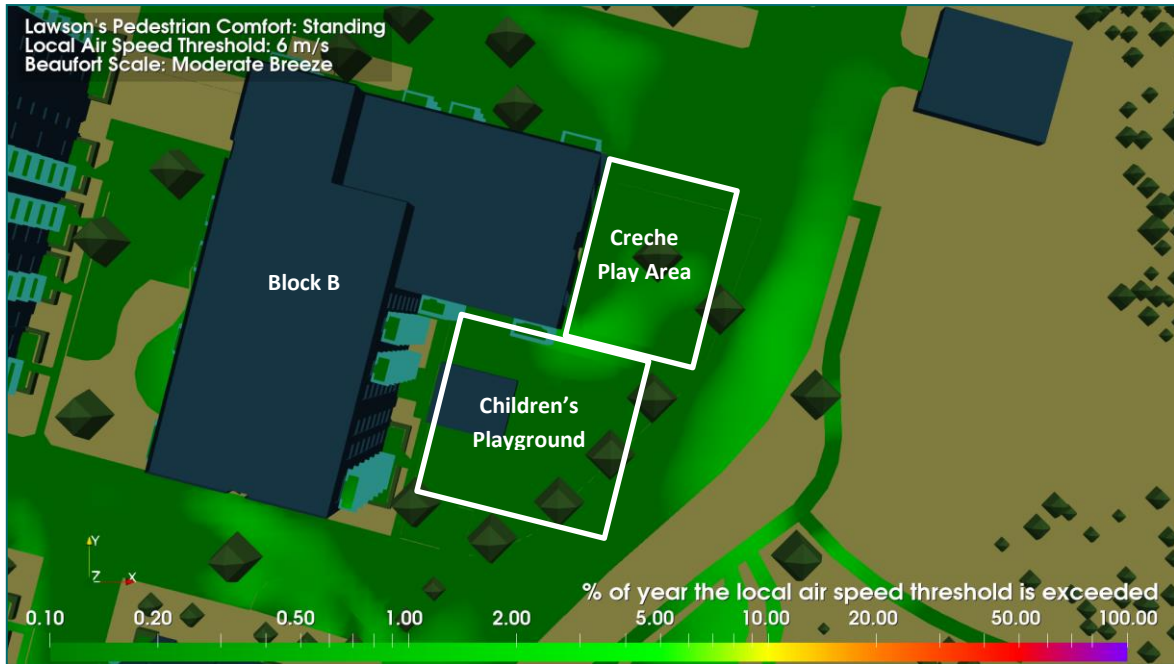 Lawson's Pedestrian Comfort: Standing
Local Air Speed Threshold: 6 m/s
Beaufort Scale: Moderate Breeze
Creche
Play Area
Block B
Children's
Playground
Y
Z X
% of year the local air speed threshold is exceeded
0.10 0.20 0.50 1.00 2.00 5.00 10.00 20.00 50.00 100.00